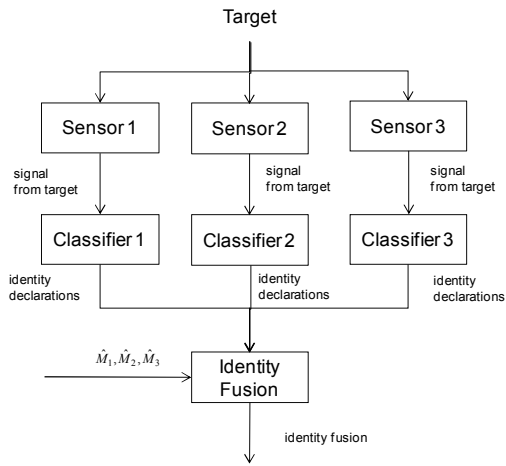 Target
Sensor 1
Sensor 2
Sensor 3
signal
from target
signal
from target
signal
from target
Classifier 1
Classifier 2
Classifier 3
identity
declarations
identity
declarations
identity
declarations
M̂₁, M̂₂, M̂₃
Identity
Fusion
identity fusion